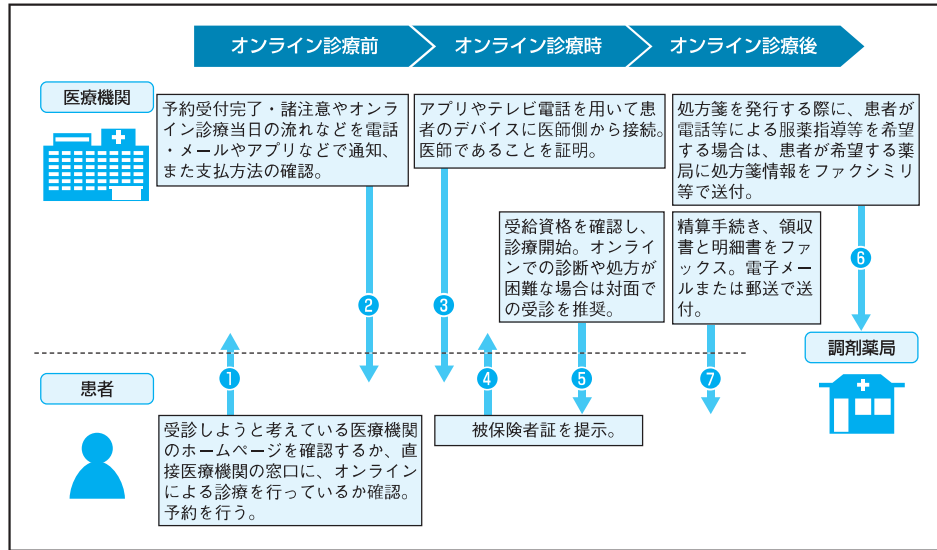 オンライン診療前
オンライン診療時
オンライン診療後
医療機関
予約受付完了・諸注意やオンラ
イン診療当日の流れなどを電話
・メールやアプリなどで通知、
また支払方法の確認。
アプリやテレビ電話を用いて患
者のデバイスに医師側から接続。
医師であることを証明。
処方箋を発行する際に、患者が
電話等による服薬指導等を希望
する場合は、患者が希望する薬
局に処方箋情報をファクシミリ
等で送付。
受給資格を確認し、
診療開始。オンライ
ンでの診断や処方が
困難な場合は対面で
の受診を推奨。
精算手続き、領収
書と明細書をファ
ックス。電子メー
ルまたは郵送で送
付。
6
2
3
調剤薬局
1
4
5
7
患者
受診しようと考えている医療機関
のホームページを確認するか、直
接医療機関の窓口に、オンライン
による診療を行っているか確認。
予約を行う。
被保険者証を提示。